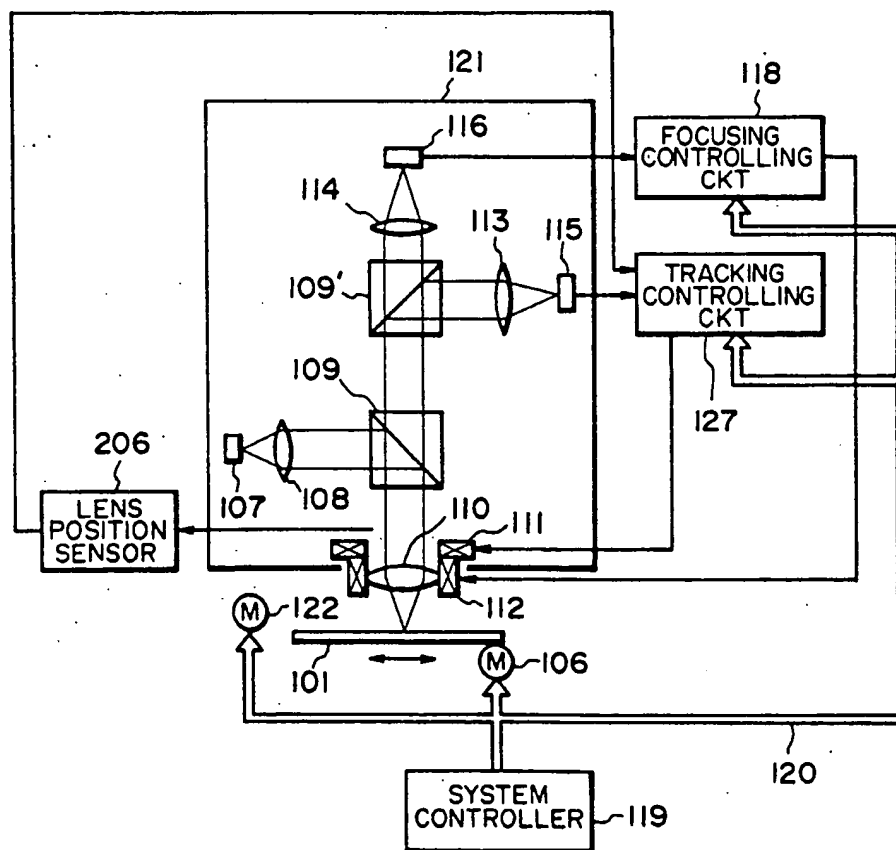 121
118
116
FOCUSING
CONTROLLING
CKT
114
113
115
109'
TRACKING
CONTROLLING
CKT
109
127
206
107
108
110
111
LENS
POSITION
SENSOR
112
M
122
101
M
106
120
SYSTEM
CONTROLLER
119